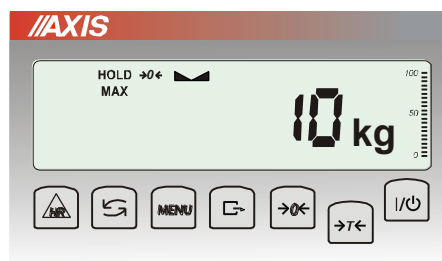 AXIS
HOLD →0←
MAX
10 kg
100
50
0
HR
MENU
→0←
→T←
I/⏻